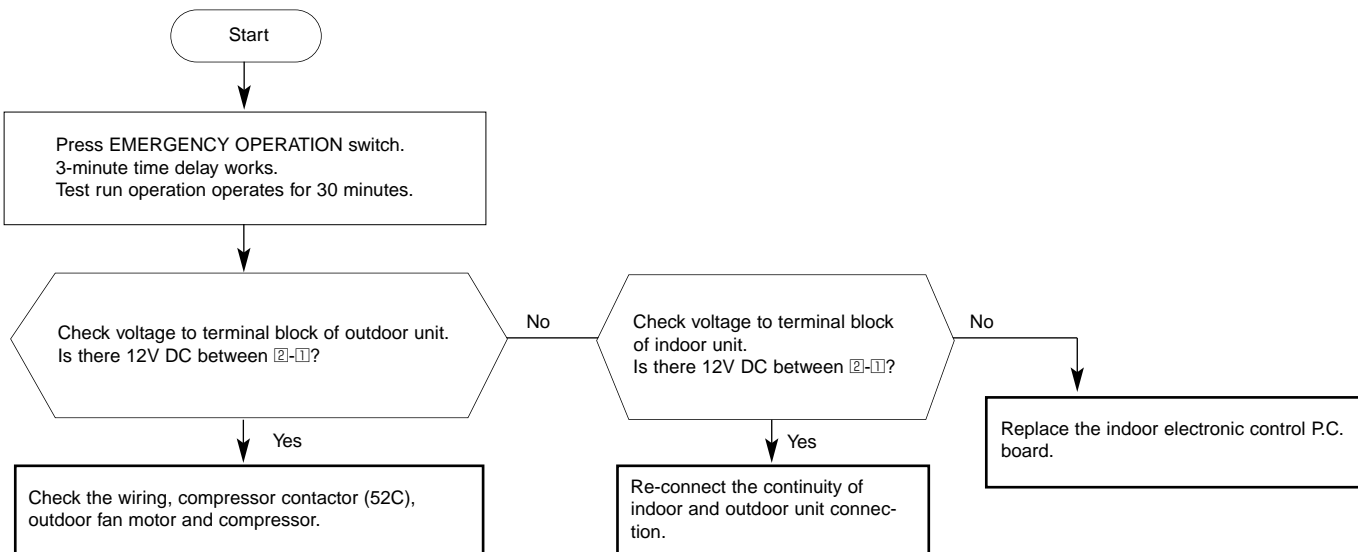 Start
Press EMERGENCY OPERATION switch.
3-minute time delay works.
Test run operation operates for 30 minutes.
Check voltage to terminal block of outdoor unit.
Is there 12V DC between 2-1?
No
Check voltage to terminal block
of indoor unit.
Is there 12V DC between 2-1?
No
Replace the indoor electronic control P.C.
board.
Yes
Check the wiring, compressor contactor (52C),
outdoor fan motor and compressor.
Yes
Re-connect the continuity of
indoor and outdoor unit connec-
tion.